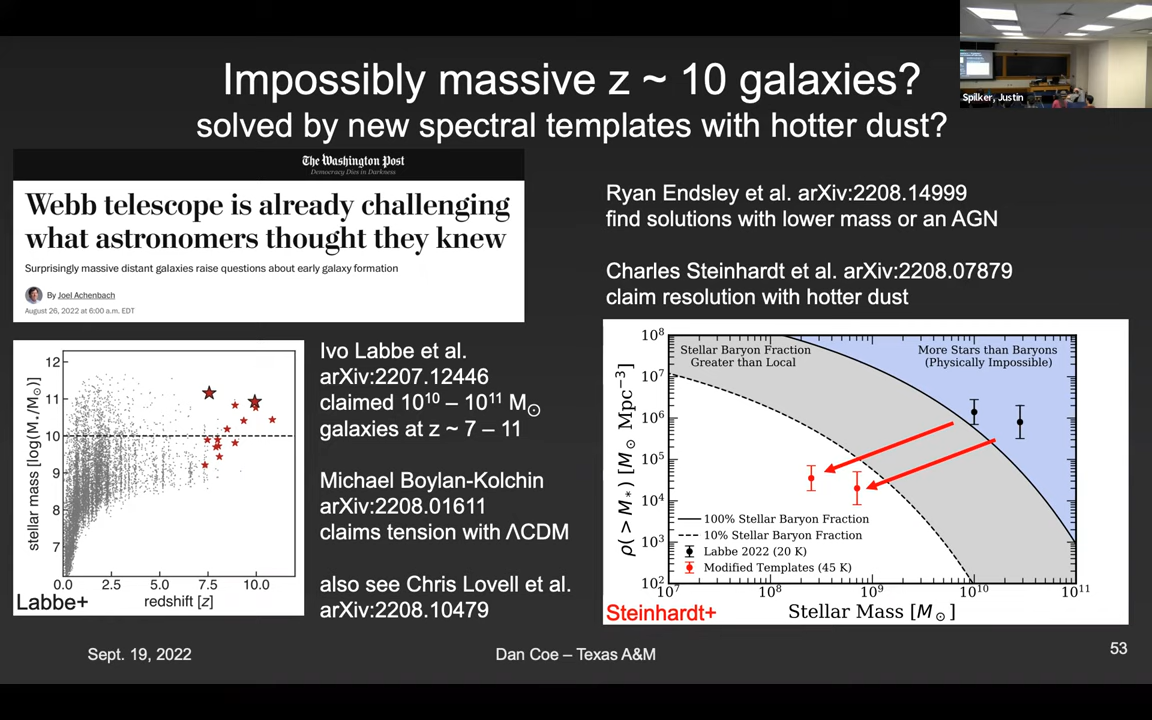 Impossibly massive z ~ 10 galaxies?
solved by new spectral templates with hotter dust?
Spilker, Justin
The Washington Post
Democracy Dies in Darkness
Webb telescope is already challenging
what astronomers thought they knew
Surprisingly massive distant galaxies raise questions about early galaxy formation
By Joel Achenbach
August 26, 2022 at 6:00 a.m. EDT
Ryan Endsley et al. arXiv:2208.14999
find solutions with lower mass or an AGN
Charles Steinhardt et al. arXiv:2208.07879
claim resolution with hotter dust
stellar mass [log(M⋆/M⊙)]
12
11
10
9
8
7
0.0 2.5 5.0 7.5 10.0
redshift [z]
Labbe+
Ivo Labbe et al.
arXiv:2207.12446
claimed 10¹⁰ – 10¹¹ M⊙
galaxies at z ~ 7 – 11
Michael Boylan-Kolchin
arXiv:2208.01611
claims tension with ΛCDM
also see Chris Lovell et al.
arXiv:2208.10479
ρ(> M*) [M⊙ Mpc⁻³]
10⁸
10⁷
10⁶
10⁵
10⁴
10³
10²
Stellar Baryon Fraction
Greater than Local
More Stars than Baryons
(Physically Impossible)
100% Stellar Baryon Fraction
10% Stellar Baryon Fraction
Labbe 2022 (20 K)
Modified Templates (45 K)
10⁷ 10⁸ 10⁹ 10¹⁰ 10¹¹
Stellar Mass [M⊙]
Steinhardt+
Sept. 19, 2022
Dan Coe – Texas A&M
53